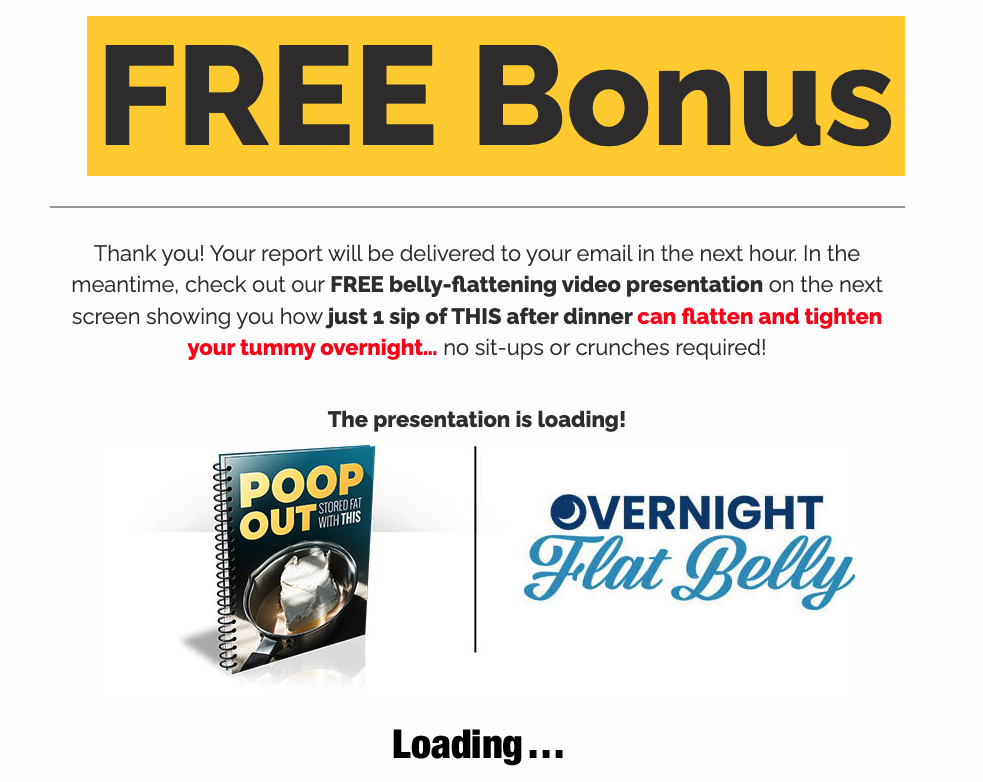 FREE Bonus
Thank you! Your report will be delivered to your email in the next hour. In the
meantime, check out our FREE belly-flattening video presentation on the next
screen showing you how just 1 sip of THIS after dinner can flatten and tighten
your tummy overnight... no sit-ups or crunches required!
The presentation is loading!
POOP
OUT STORED FAT
WITH THIS
OVERNIGHT
Flat Belly
Loading...